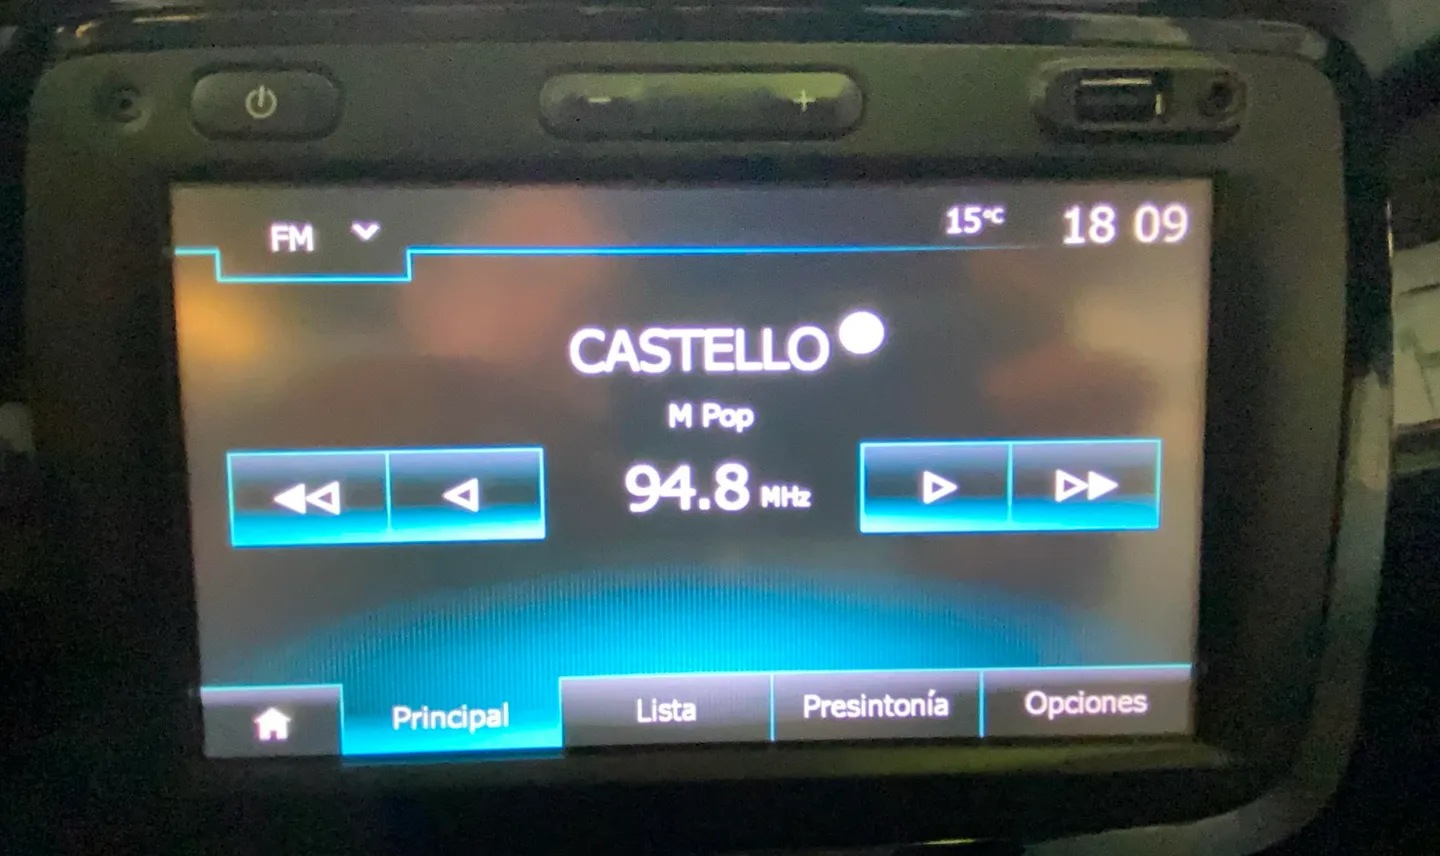 FM 15°C 18 09
CASTELLO
M Pop
94.8 MHz
Principal Lista Presintonía Opciones